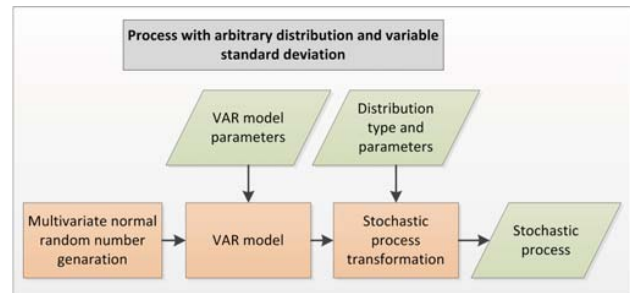 Process with arbitrary distribution and variable
standard deviation
VAR model
parameters
Distribution
type and
parameters
Multivariate normal
random number
genaration
VAR model
Stochastic
process
transformation
Stochastic
process